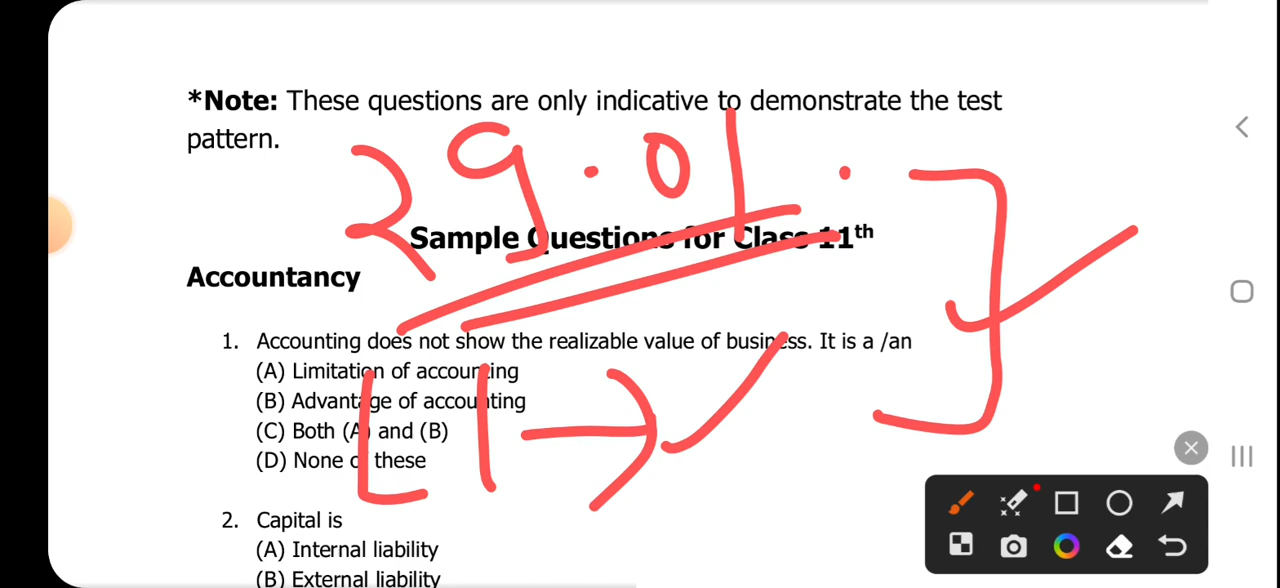 *Note: These questions are only indicative to demonstrate the test
pattern.
29.01.
Sample Questions for Class 11th
Accountancy
1. Accounting does not show the realizable value of business. It is a /an
(A) Limitation of accounting
(B) Advantage of accounting
(C) Both (A) and (B)
(D) None of these
2. Capital is
(A) Internal liability
(B) External liability